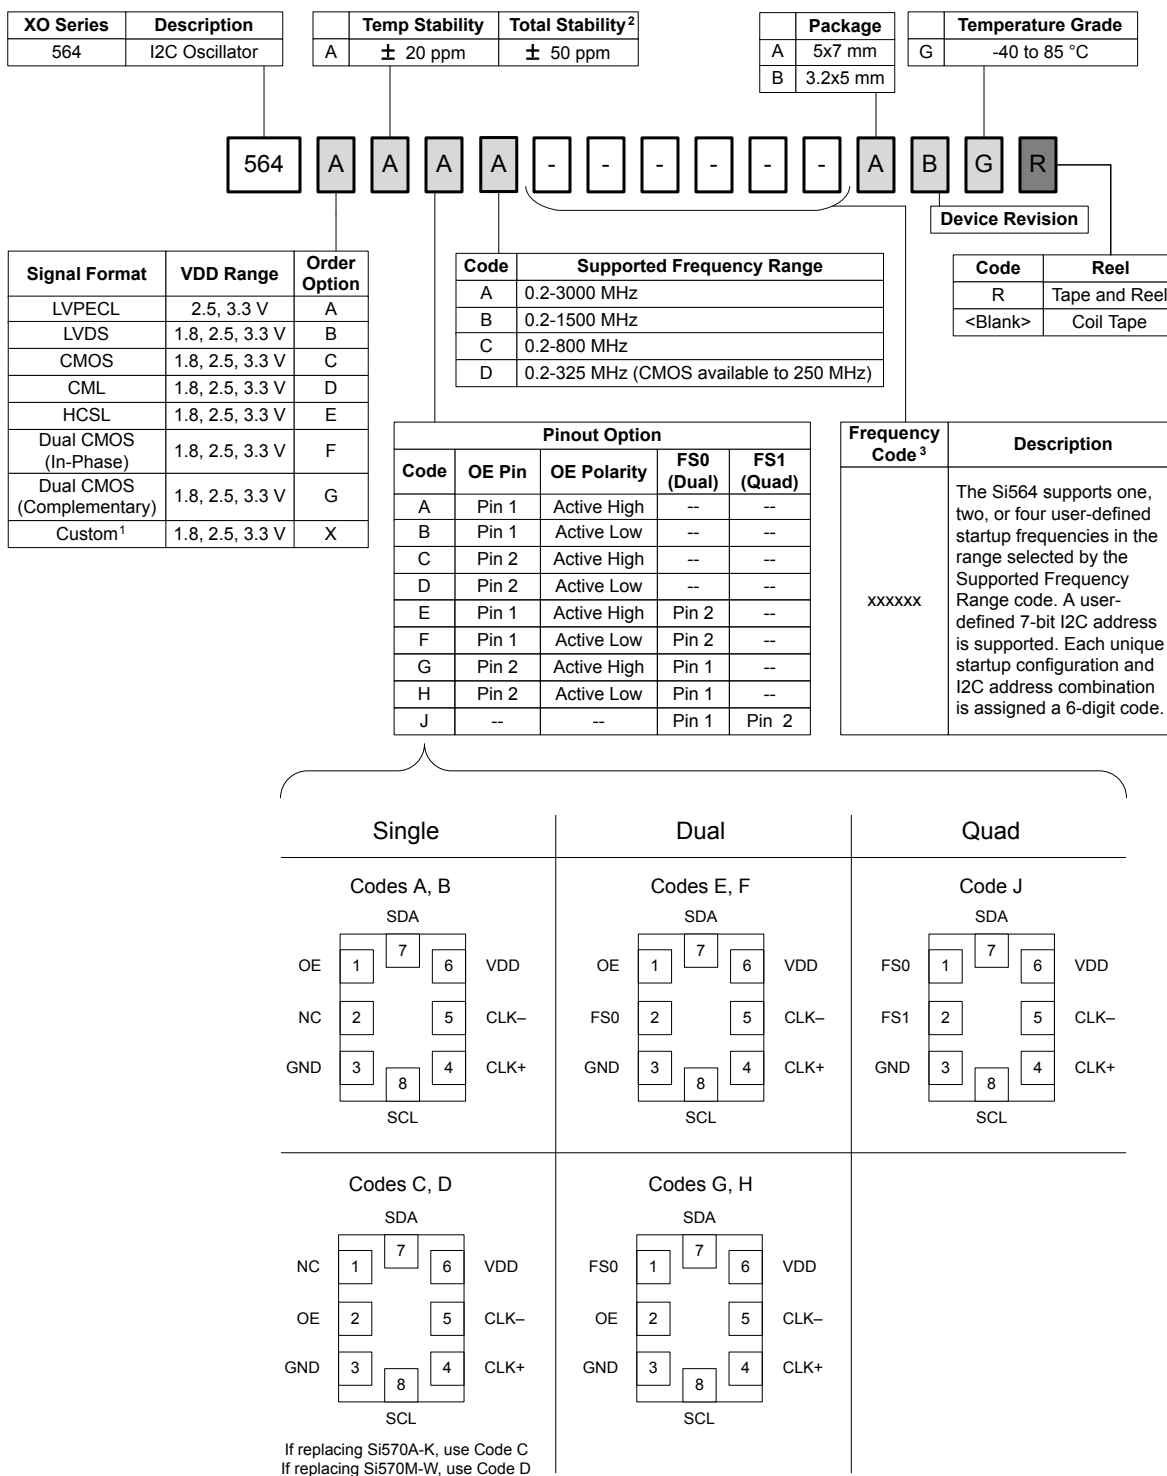 XO Series Description
564 I2C Oscillator
Temp Stability Total Stability 2
A ± 20 ppm ± 50 ppm
Package
A 5x7 mm
B 3.2x5 mm
Temperature Grade
G -40 to 85 °C
564 A A A A - - - - - - A B G R
Device Revision
Signal Format VDD Range Order Option
LVPECL 2.5, 3.3 V A
LVDS 1.8, 2.5, 3.3 V B
CMOS 1.8, 2.5, 3.3 V C
CML 1.8, 2.5, 3.3 V D
HCSL 1.8, 2.5, 3.3 V E
Dual CMOS (In-Phase) 1.8, 2.5, 3.3 V F
Dual CMOS (Complementary) 1.8, 2.5, 3.3 V G
Custom 1 1.8, 2.5, 3.3 V X
Code Supported Frequency Range
A 0.2-3000 MHz
B 0.2-1500 MHz
C 0.2-800 MHz
D 0.2-325 MHz (CMOS available to 250 MHz)
Code Reel
R Tape and Reel
<Blank> Coil Tape
Pinout Option
Code OE Pin OE Polarity FS0 (Dual) FS1 (Quad)
A Pin 1 Active High -- --
B Pin 1 Active Low -- --
C Pin 2 Active High -- --
D Pin 2 Active Low -- --
E Pin 1 Active High Pin 2 --
F Pin 1 Active Low Pin 2 --
G Pin 2 Active High Pin 1 --
H Pin 2 Active Low Pin 1 --
J -- -- Pin 1 Pin 2
Frequency Code 3 Description
xxxxxx
The Si564 supports one,
two, or four user-defined
startup frequencies in the
range selected by the
Supported Frequency
Range code. A user-
defined 7-bit I2C address
is supported. Each unique
startup configuration and
I2C address combination
is assigned a 6-digit code.
Single Dual Quad
Codes A, B
SDA
7
OE 1 6 VDD
NC 2 5 CLK–
GND 3 4 CLK+
8
SCL
Codes E, F
SDA
7
OE 1 6 VDD
FS0 2 5 CLK–
GND 3 4 CLK+
8
SCL
Code J
SDA
7
FS0 1 6 VDD
FS1 2 5 CLK–
GND 3 4 CLK+
8
SCL
Codes C, D
SDA
7
NC 1 6 VDD
OE 2 5 CLK–
GND 3 4 CLK+
8
SCL
If replacing Si570A-K, use Code C
If replacing Si570M-W, use Code D
Codes G, H
SDA
7
FS0 1 6 VDD
OE 2 5 CLK–
GND 3 4 CLK+
8
SCL